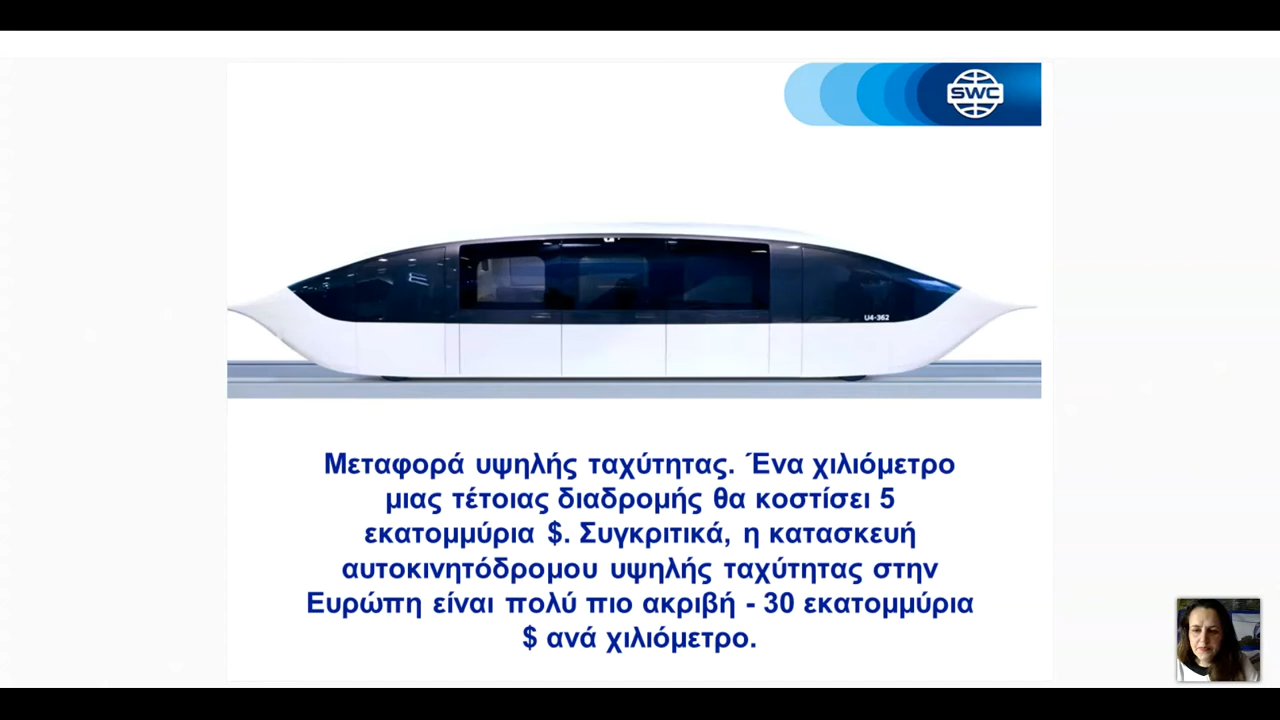 SWC
U4-362
Μεταφορά υψηλής ταχύτητας. Ένα χιλιόμετρο
μιας τέτοιας διαδρομής θα κοστίσει 5
εκατομμύρια $. Συγκριτικά, η κατασκευή
αυτοκινητόδρομου υψηλής ταχύτητας στην
Ευρώπη είναι πολύ πιο ακριβή - 30 εκατομμύρια
$ ανά χιλιόμετρο.